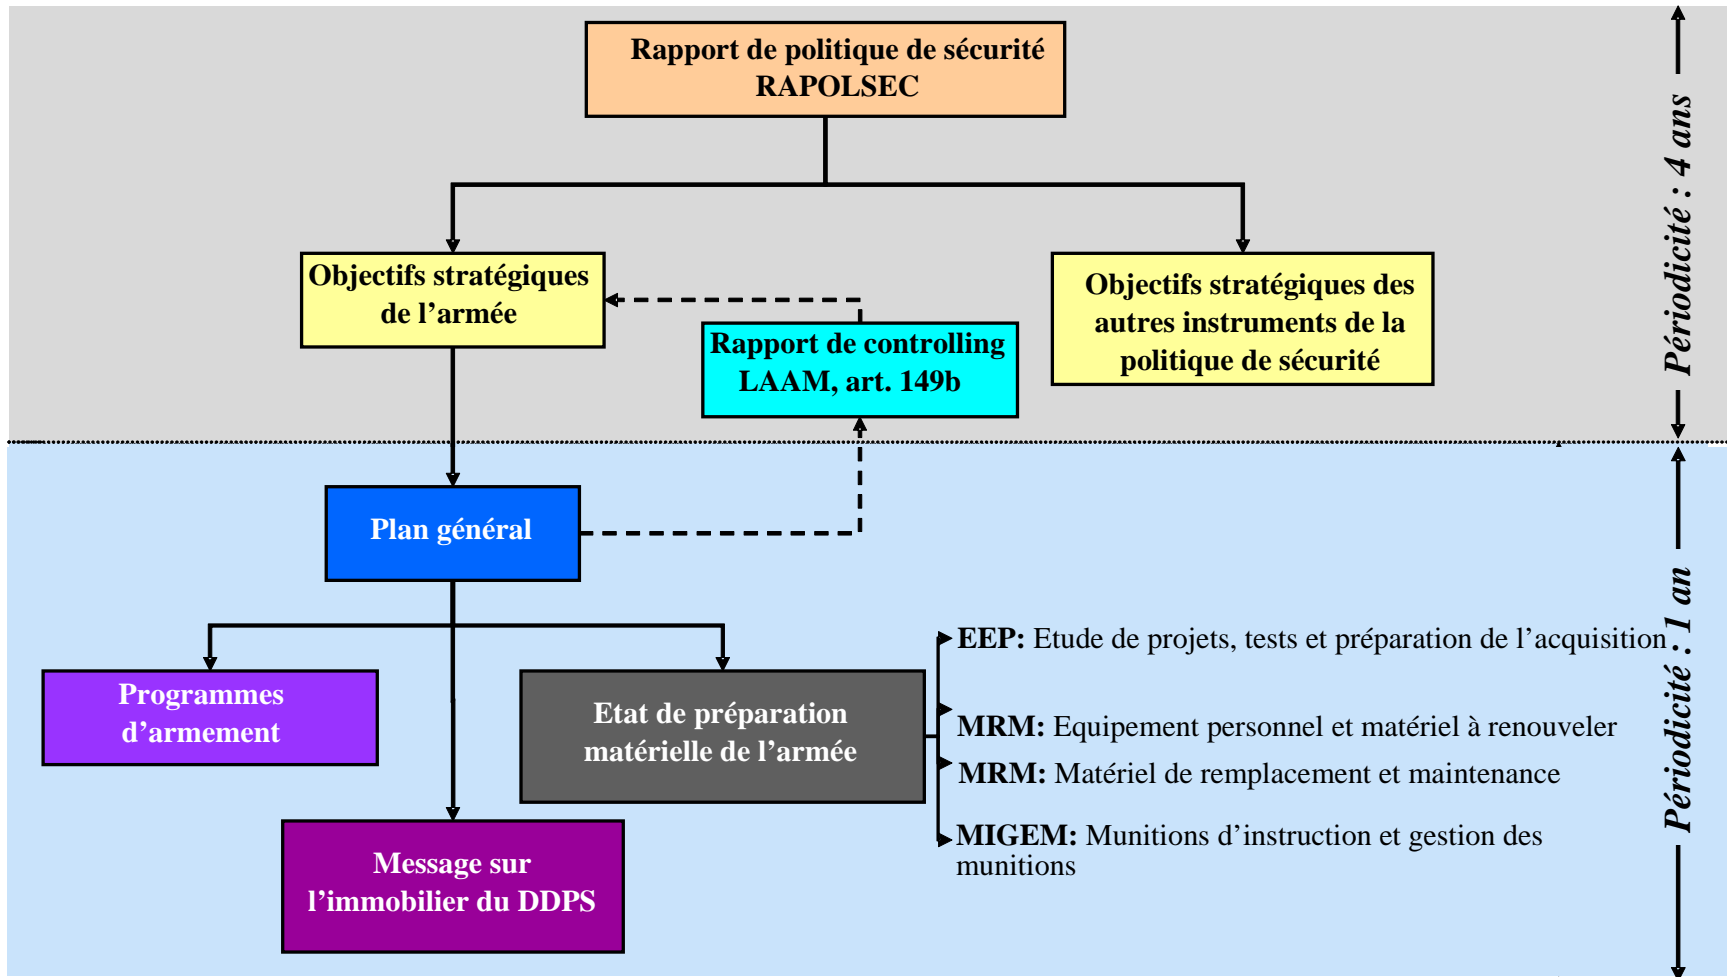 Rapport de politique de sécurité
RAPOLSEC
Objectifs stratégiques
de l’armée
Rapport de controlling
LAAM, art. 149b
Objectifs stratégiques des
autres instruments de la
politique de sécurité
Périodicité : 4 ans
Plan général
Programmes
d’armement
Etat de préparation
matérielle de l’armée
Message sur
l’immobilier du DDPS
EEP: Etude de projets, tests et préparation de l’acquisition
MRM: Equipement personnel et matériel à renouveler
MRM: Matériel de remplacement et maintenance
MIGEM: Munitions d’instruction et gestion des
munitions
Périodicité : 1 an